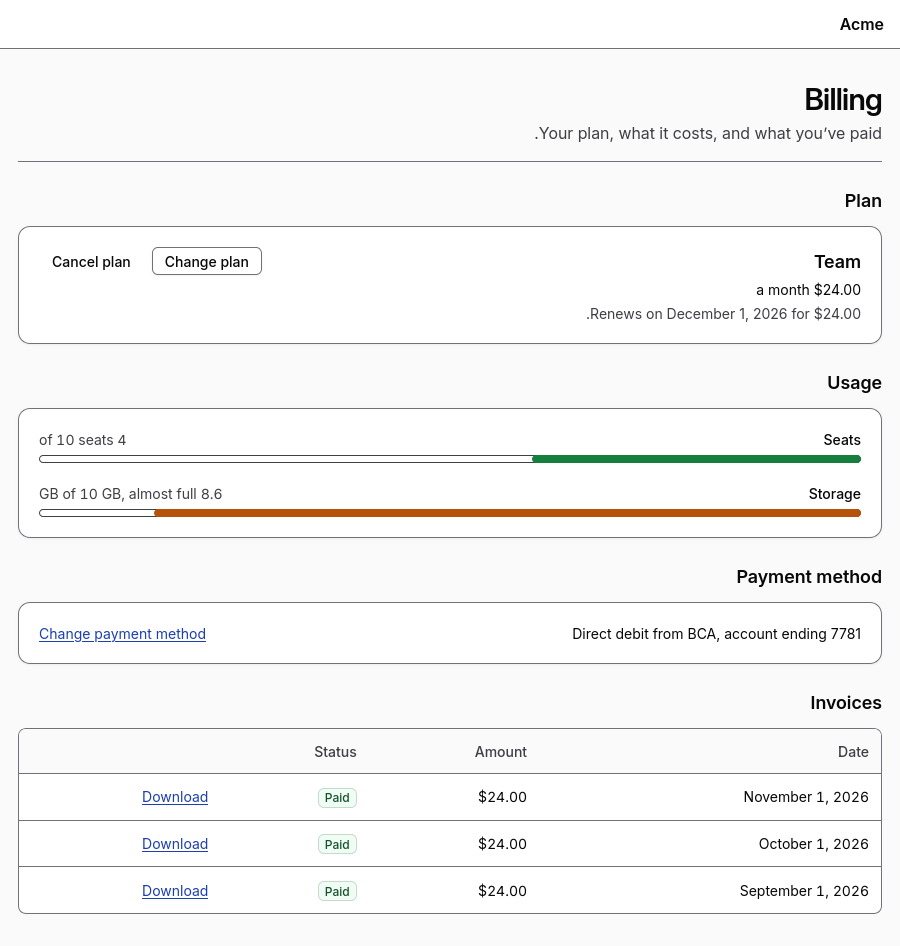 Acme
Billing
.Your plan, what it costs, and what you’ve paid
Plan
Team
Change plan
Cancel plan
a month $24.00
.Renews on December 1, 2026 for $24.00
Usage
Seats
of 10 seats 4
Storage
GB of 10 GB, almost full 8.6
Payment method
Direct debit from BCA, account ending 7781
Change payment method
Invoices
Date Amount Status
November 1, 2026 $24.00 Paid Download
October 1, 2026 $24.00 Paid Download
September 1, 2026 $24.00 Paid Download